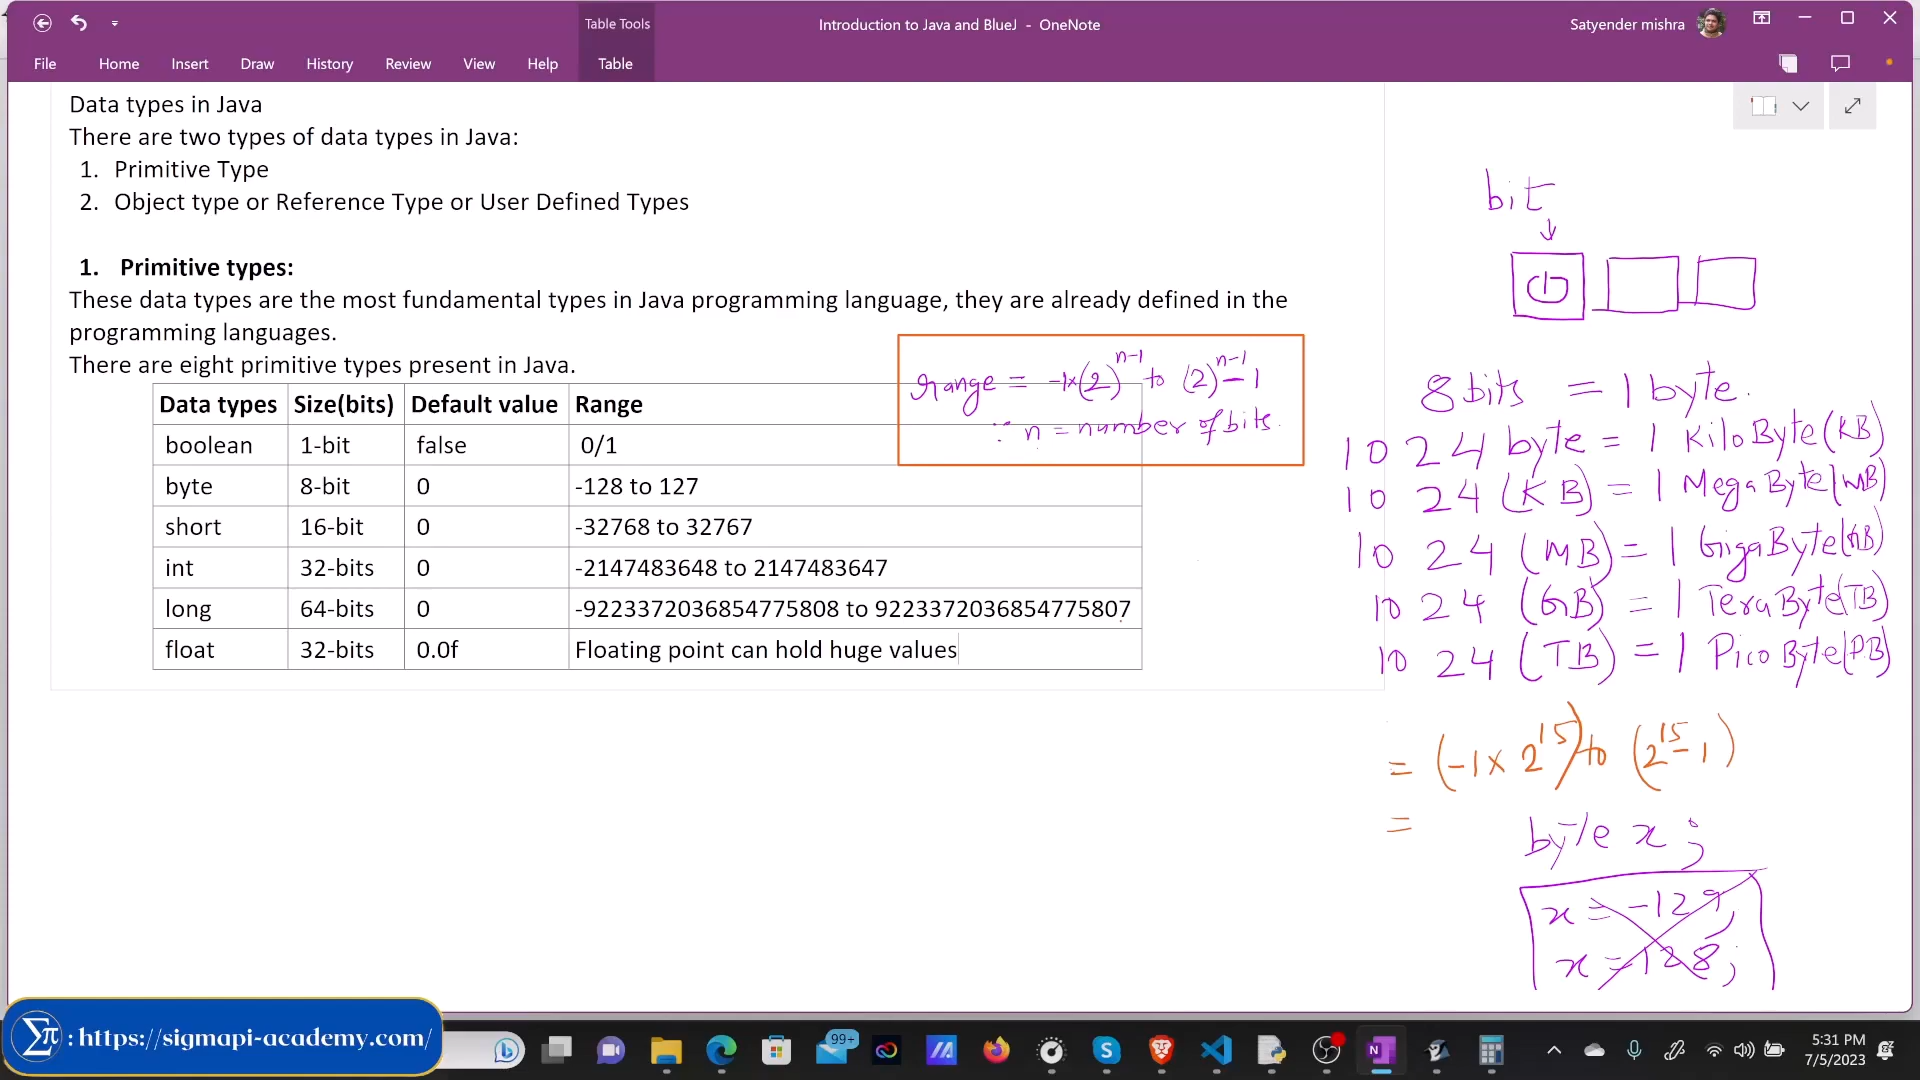 Table Tools
Introduction to Java and BlueJ - OneNote
Satyender mishra
File Home Insert Draw History Review View Help Table
Data types in Java
There are two types of data types in Java:
1. Primitive Type
2. Object type or Reference Type or User Defined Types
1. Primitive types:
These data types are the most fundamental types in Java programming language, they are already defined in the
programming languages.
There are eight primitive types present in Java.
range = -1×(2)^n-1 to (2)^n-1 - 1
∵ n = number of bits.
Data types Size(bits) Default value Range
boolean 1-bit false 0/1
byte 8-bit 0 -128 to 127
short 16-bit 0 -32768 to 32767
int 32-bits 0 -2147483648 to 2147483647
long 64-bits 0 -9223372036854775808 to 9223372036854775807
float 32-bits 0.0f Floating point can hold huge values
bit
8 bits = 1 byte.
1024 byte = 1 KiloByte(KB)
1024 (KB) = 1 MegaByte(MB)
1024 (MB) = 1 GigaByte(GB)
1024 (GB) = 1 TeraByte(TB)
1024 (TB) = 1 PicoByte(PB)
= (-1×2^15) to (2^15 - 1)
=
byte x;
x = -129;
x = 128;
Σπ : https://sigmapi-academy.com/
99+
5:31 PM
7/5/2023